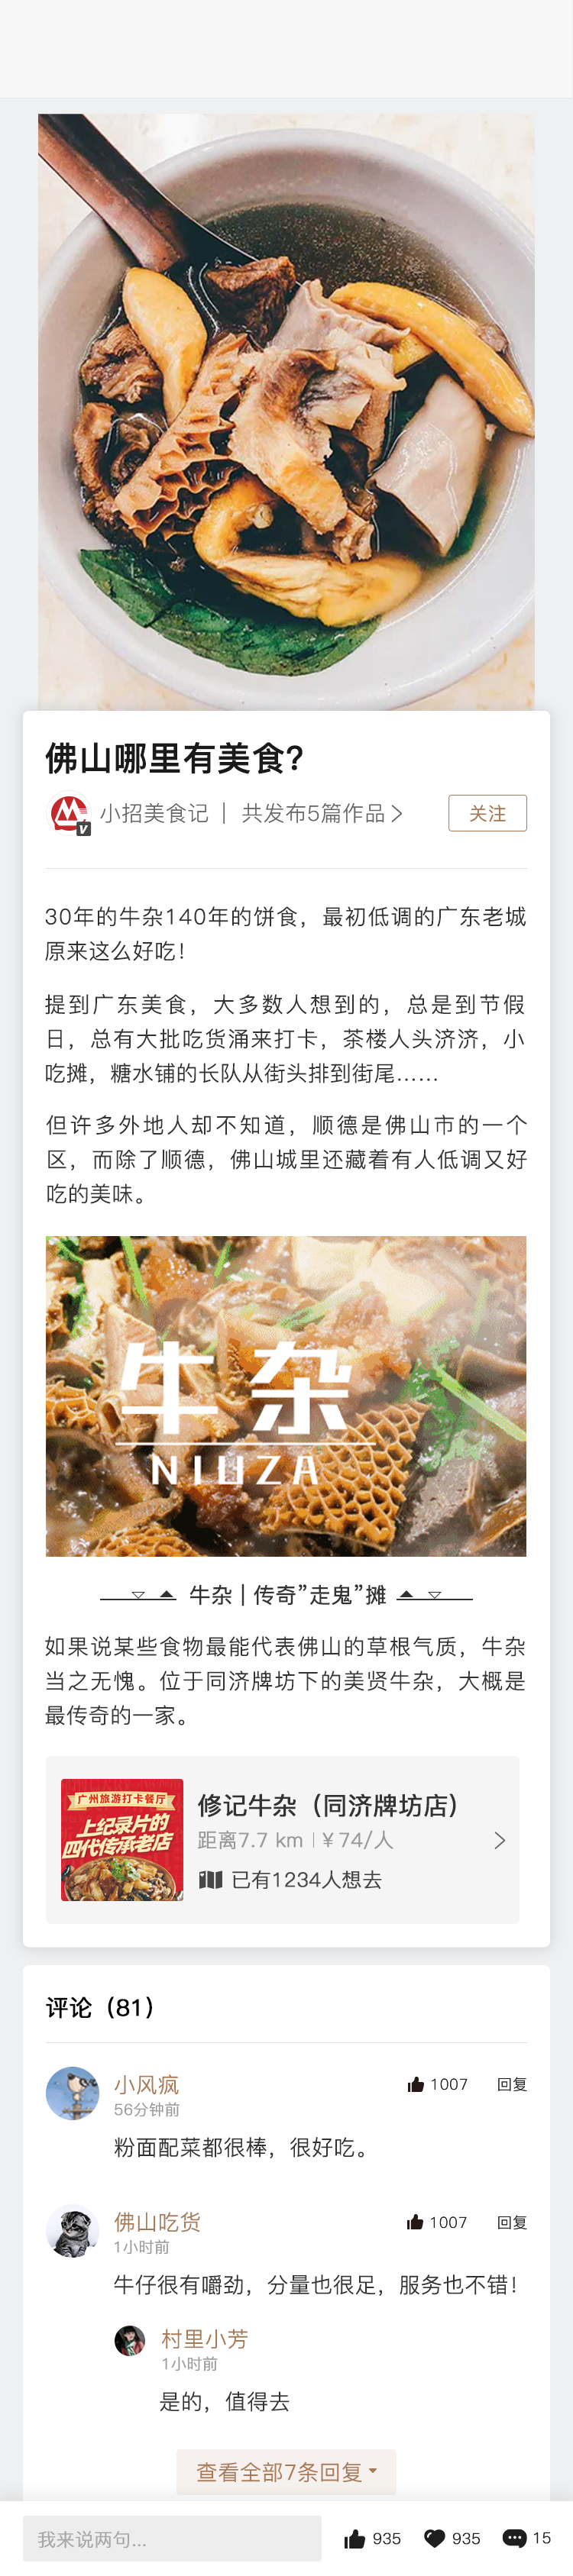 佛山哪里有美食?
小招美食记 | 共发布5篇作品 >
关注
30年的牛杂140年的饼食，最初低调的广东老城
原来这么好吃！
提到广东美食，大多数人想到的，总是到节假
日，总有大批吃货涌来打卡，茶楼人头济济，小
吃摊，糖水铺的长队从街头排到街尾......
但许多外地人却不知道，顺德是佛山市的一个
区，而除了顺德，佛山城里还藏着有人低调又好
吃的美味。
牛杂
NIUZA
牛杂 | 传奇”走鬼”摊
如果说某些食物最能代表佛山的草根气质，牛杂
当之无愧。位于同济牌坊下的美贤牛杂，大概是
最传奇的一家。
广州旅游打卡餐厅
上纪录片的
四代传承老店
修记牛杂（同济牌坊店）
距离7.7 km | ¥74/人
已有1234人想去
评论（81）
小风疯
1007 回复
56分钟前
粉面配菜都很棒，很好吃。
佛山吃货
1007 回复
1小时前
牛仔很有嚼劲，分量也很足，服务也不错！
村里小芳
1小时前
是的，值得去
查看全部7条回复
我来说两句... 935 935 15